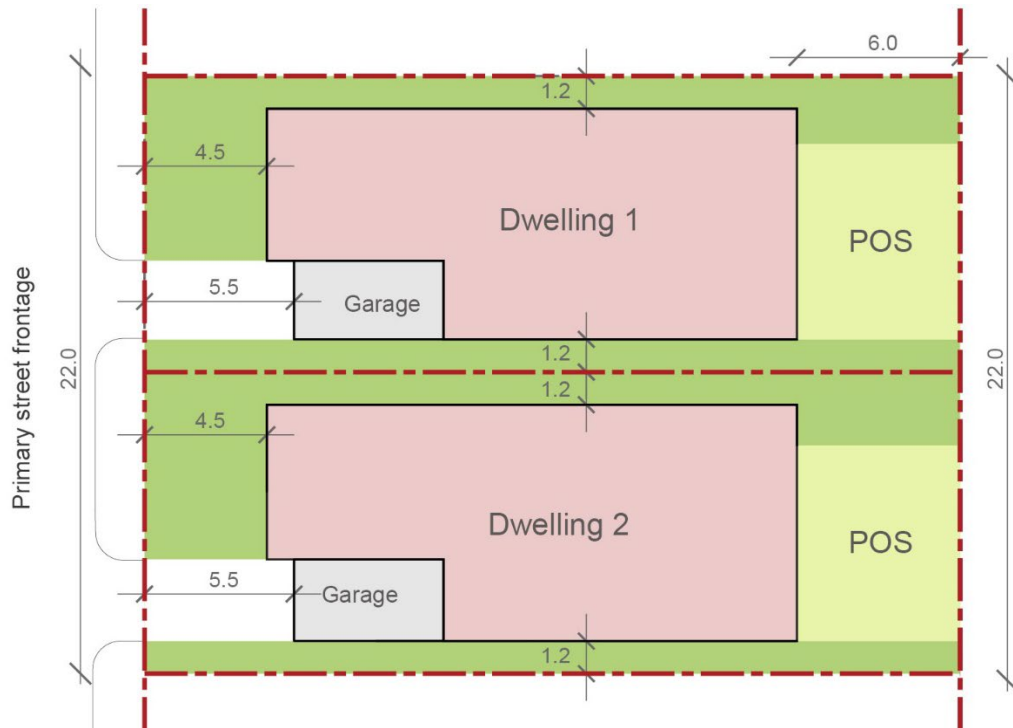 6.0
1.2
4.5
Dwelling 1
POS
5.5
Garage
Primary street frontage
22.0
1.2
22.0
1.2
4.5
Dwelling 2
POS
5.5
Garage
1.2